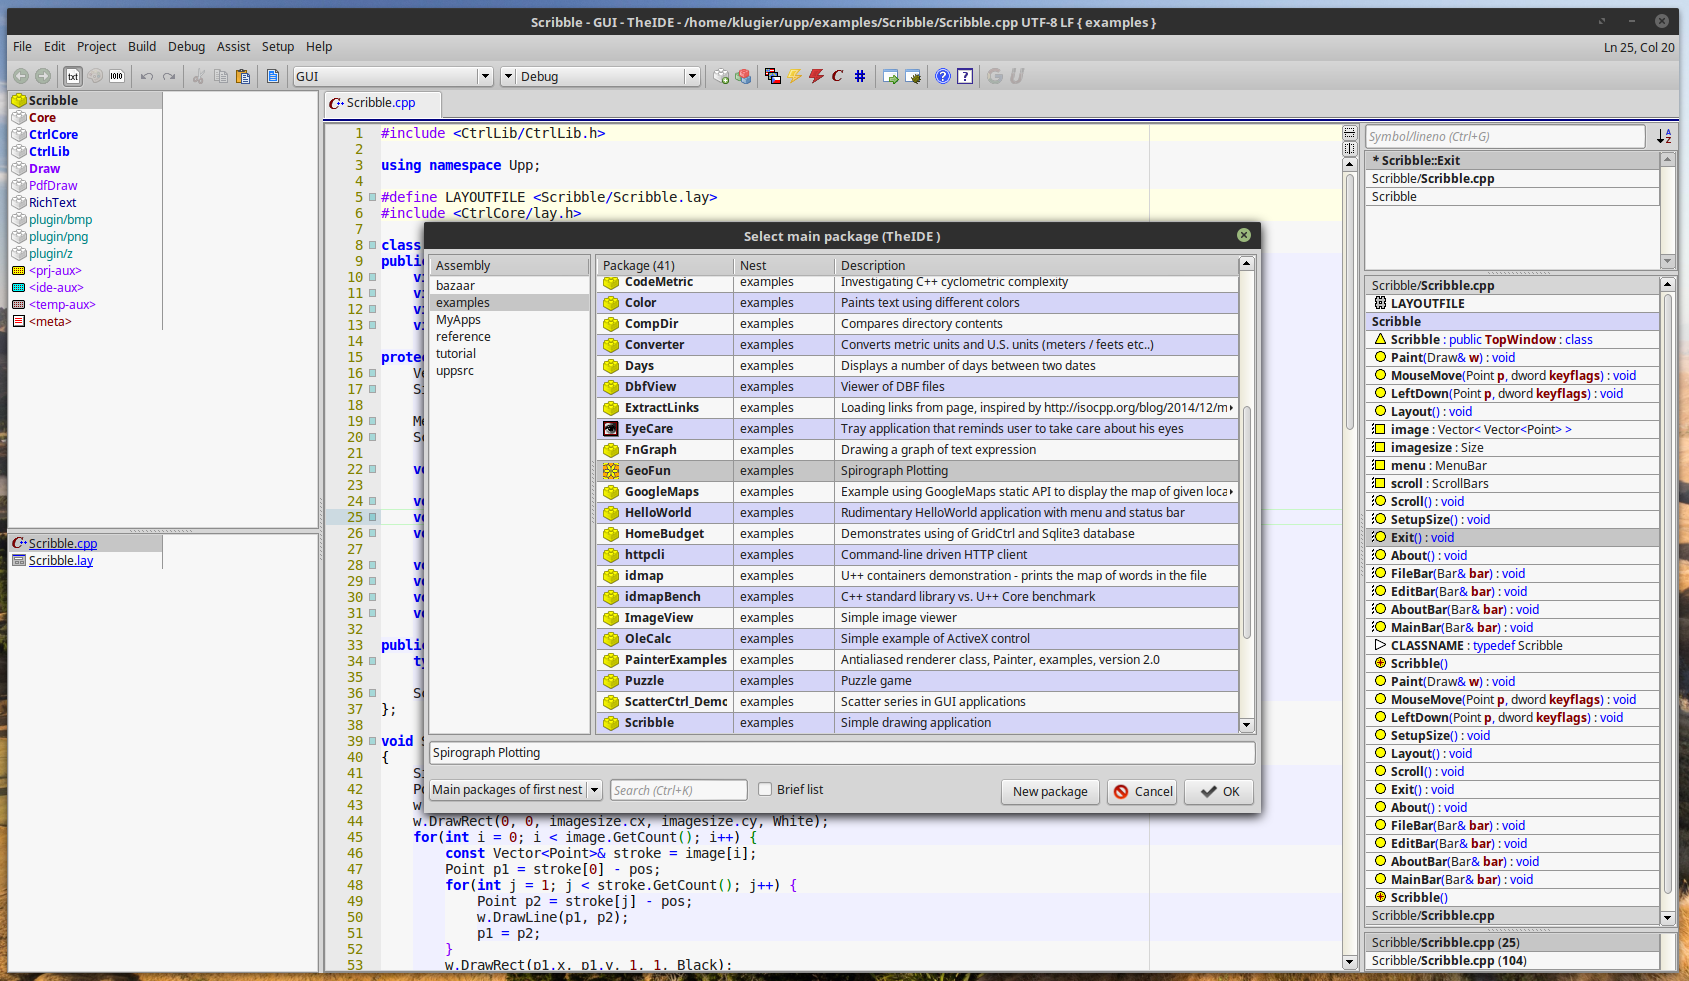 Scribble - GUI - TheIDE - /home/klugier/upp/examples/Scribble/Scribble.cpp UTF-8 LF { examples }
File Edit Project Build Debug Assist Setup Help
Ln 25, Col 20
txt
GUI
Debug
Scribble
Core
CtrlCore
CtrlLib
Draw
PdfDraw
RichText
plugin/bmp
plugin/png
plugin/z
<prj-aux>
<ide-aux>
<temp-aux>
<meta>
Scribble.cpp
Scribble.lay
Scribble.cpp
1 #include <CtrlLib/CtrlLib.h>
2
3 using namespace Upp;
4
5 #define LAYOUTFILE <Scribble/Scribble.lay>
6 #include <CtrlCore/lay.h>
7
8 class
9 publi
10 vi
11 vi
12 vi
13 vi
14
15 prote
16 Ve
17 Si
18
19 Me
20 Sc
21
22 vo
23
24 vo
25 vo
26 vo
27
28 vo
29 vo
30 vo
31 vo
32
33 publi
34 ty
35
36 Sc
37 };
38
39 void S
40 {
41 Si
42 Po
43 w.
44 w.DrawRect(0, 0, imagesize.cx, imagesize.cy, White);
45 for(int i = 0; i < image.GetCount(); i++) {
46 const Vector<Point>& stroke = image[i];
47 Point p1 = stroke[0] - pos;
48 for(int j = 1; j < stroke.GetCount(); j++) {
49 Point p2 = stroke[j] - pos;
50 w.DrawLine(p1, p2);
51 p1 = p2;
52 }
53 w.DrawRect(p1.x, p1.y, 1, 1, Black);
Select main package (TheIDE )
Assembly
bazaar
examples
MyApps
reference
tutorial
uppsrc
Package (41) Nest Description
CodeMetric examples Investigating C++ cyclometric complexity
Color examples Paints text using different colors
CompDir examples Compares directory contents
Converter examples Converts metric units and U.S. units (meters / feets etc..)
Days examples Displays a number of days between two dates
DbfView examples Viewer of DBF files
ExtractLinks examples Loading links from page, inspired by http://isocpp.org/blog/2014/12/m
EyeCare examples Tray application that reminds user to take care about his eyes
FnGraph examples Drawing a graph of text expression
GeoFun examples Spirograph Plotting
GoogleMaps examples Example using GoogleMaps static API to display the map of given loca
HelloWorld examples Rudimentary HelloWorld application with menu and status bar
HomeBudget examples Demonstrates using of GridCtrl and Sqlite3 database
httpcli examples Command-line driven HTTP client
idmap examples U++ containers demonstration - prints the map of words in the file
idmapBench examples C++ standard library vs. U++ Core benchmark
ImageView examples Simple image viewer
OleCalc examples Simple example of ActiveX control
PainterExamples examples Antialiased renderer class, Painter, examples, version 2.0
Puzzle examples Puzzle game
ScatterCtrl_Demo examples Scatter series in GUI applications
Scribble examples Simple drawing application
Spirograph Plotting
Main packages of first nest
Search (Ctrl+K)
Brief list
New package
Cancel
OK
Symbol/lineno (Ctrl+G)
* Scribble::Exit
Scribble/Scribble.cpp
Scribble
Scribble/Scribble.cpp
LAYOUTFILE
Scribble
Scribble : public TopWindow : class
Paint(Draw& w) : void
MouseMove(Point p, dword keyflags) : void
LeftDown(Point p, dword keyflags) : void
Layout() : void
image : Vector< Vector<Point> >
imagesize : Size
menu : MenuBar
scroll : ScrollBars
Scroll() : void
SetupSize() : void
Exit() : void
About() : void
FileBar(Bar& bar) : void
EditBar(Bar& bar) : void
AboutBar(Bar& bar) : void
MainBar(Bar& bar) : void
CLASSNAME : typedef Scribble
Scribble()
Paint(Draw& w) : void
MouseMove(Point p, dword keyflags) : void
LeftDown(Point p, dword keyflags) : void
SetupSize() : void
Layout() : void
Scroll() : void
Exit() : void
About() : void
FileBar(Bar& bar) : void
EditBar(Bar& bar) : void
AboutBar(Bar& bar) : void
MainBar(Bar& bar) : void
Scribble()
Scribble/Scribble.cpp
Scribble/Scribble.cpp (25)
Scribble/Scribble.cpp (104)